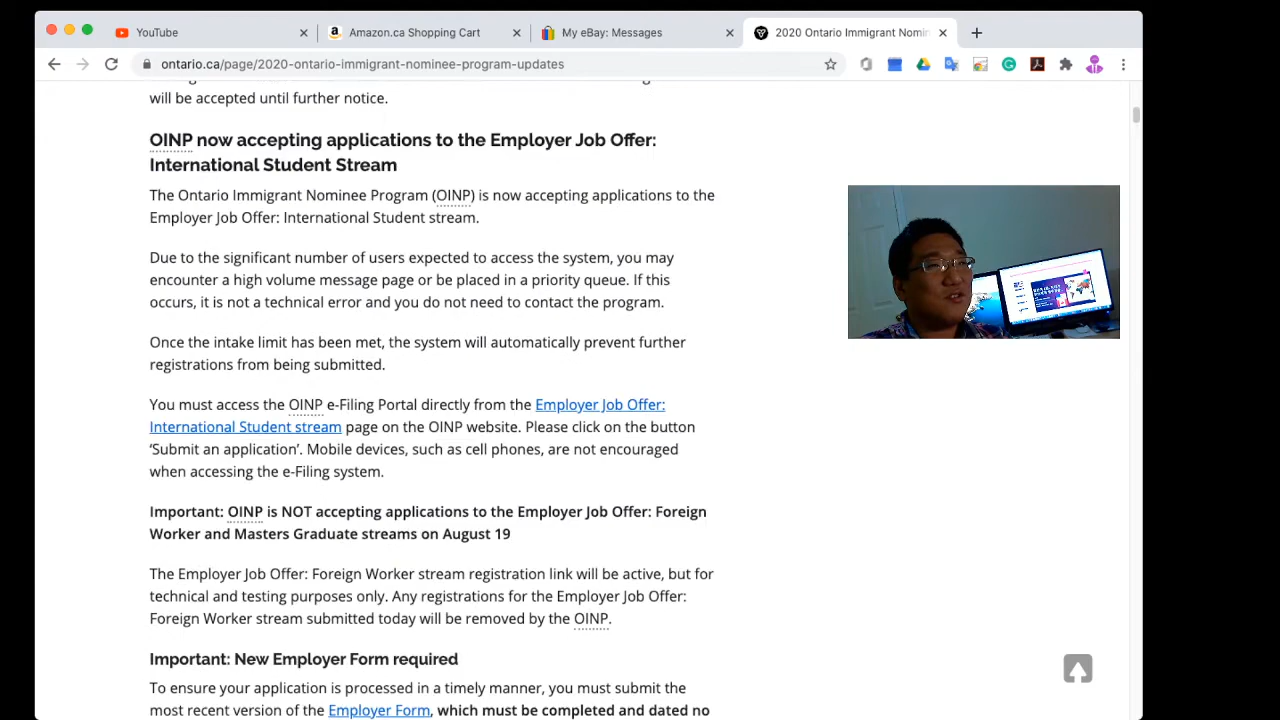 YouTube
Amazon.ca Shopping Cart
My eBay: Messages
2020 Ontario Immigrant Nomin
ontario.ca/page/2020-ontario-immigrant-nominee-program-updates
will be accepted until further notice.
OINP now accepting applications to the Employer Job Offer:
International Student Stream
The Ontario Immigrant Nominee Program (OINP) is now accepting applications to the
Employer Job Offer: International Student stream.
Due to the significant number of users expected to access the system, you may
encounter a high volume message page or be placed in a priority queue. If this
occurs, it is not a technical error and you do not need to contact the program.
Once the intake limit has been met, the system will automatically prevent further
registrations from being submitted.
You must access the OINP e-Filing Portal directly from the Employer Job Offer:
International Student stream page on the OINP website. Please click on the button
‘Submit an application’. Mobile devices, such as cell phones, are not encouraged
when accessing the e-Filing system.
Important: OINP is NOT accepting applications to the Employer Job Offer: Foreign
Worker and Masters Graduate streams on August 19
The Employer Job Offer: Foreign Worker stream registration link will be active, but for
technical and testing purposes only. Any registrations for the Employer Job Offer:
Foreign Worker stream submitted today will be removed by the OINP.
Important: New Employer Form required
To ensure your application is processed in a timely manner, you must submit the
most recent version of the Employer Form, which must be completed and dated no